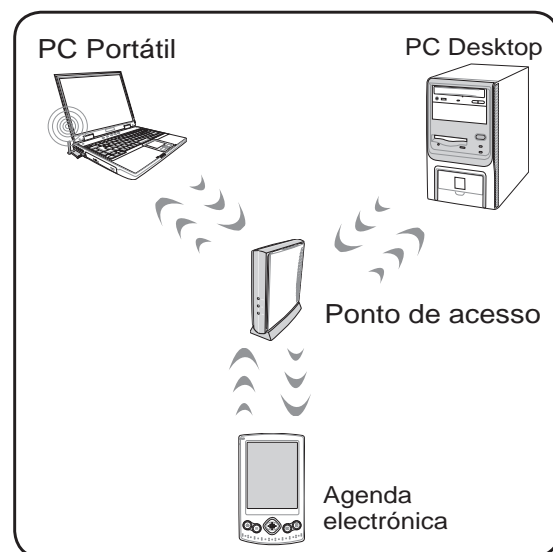 PC Portátil
PC Desktop
Ponto de acesso
Agenda
electrónica